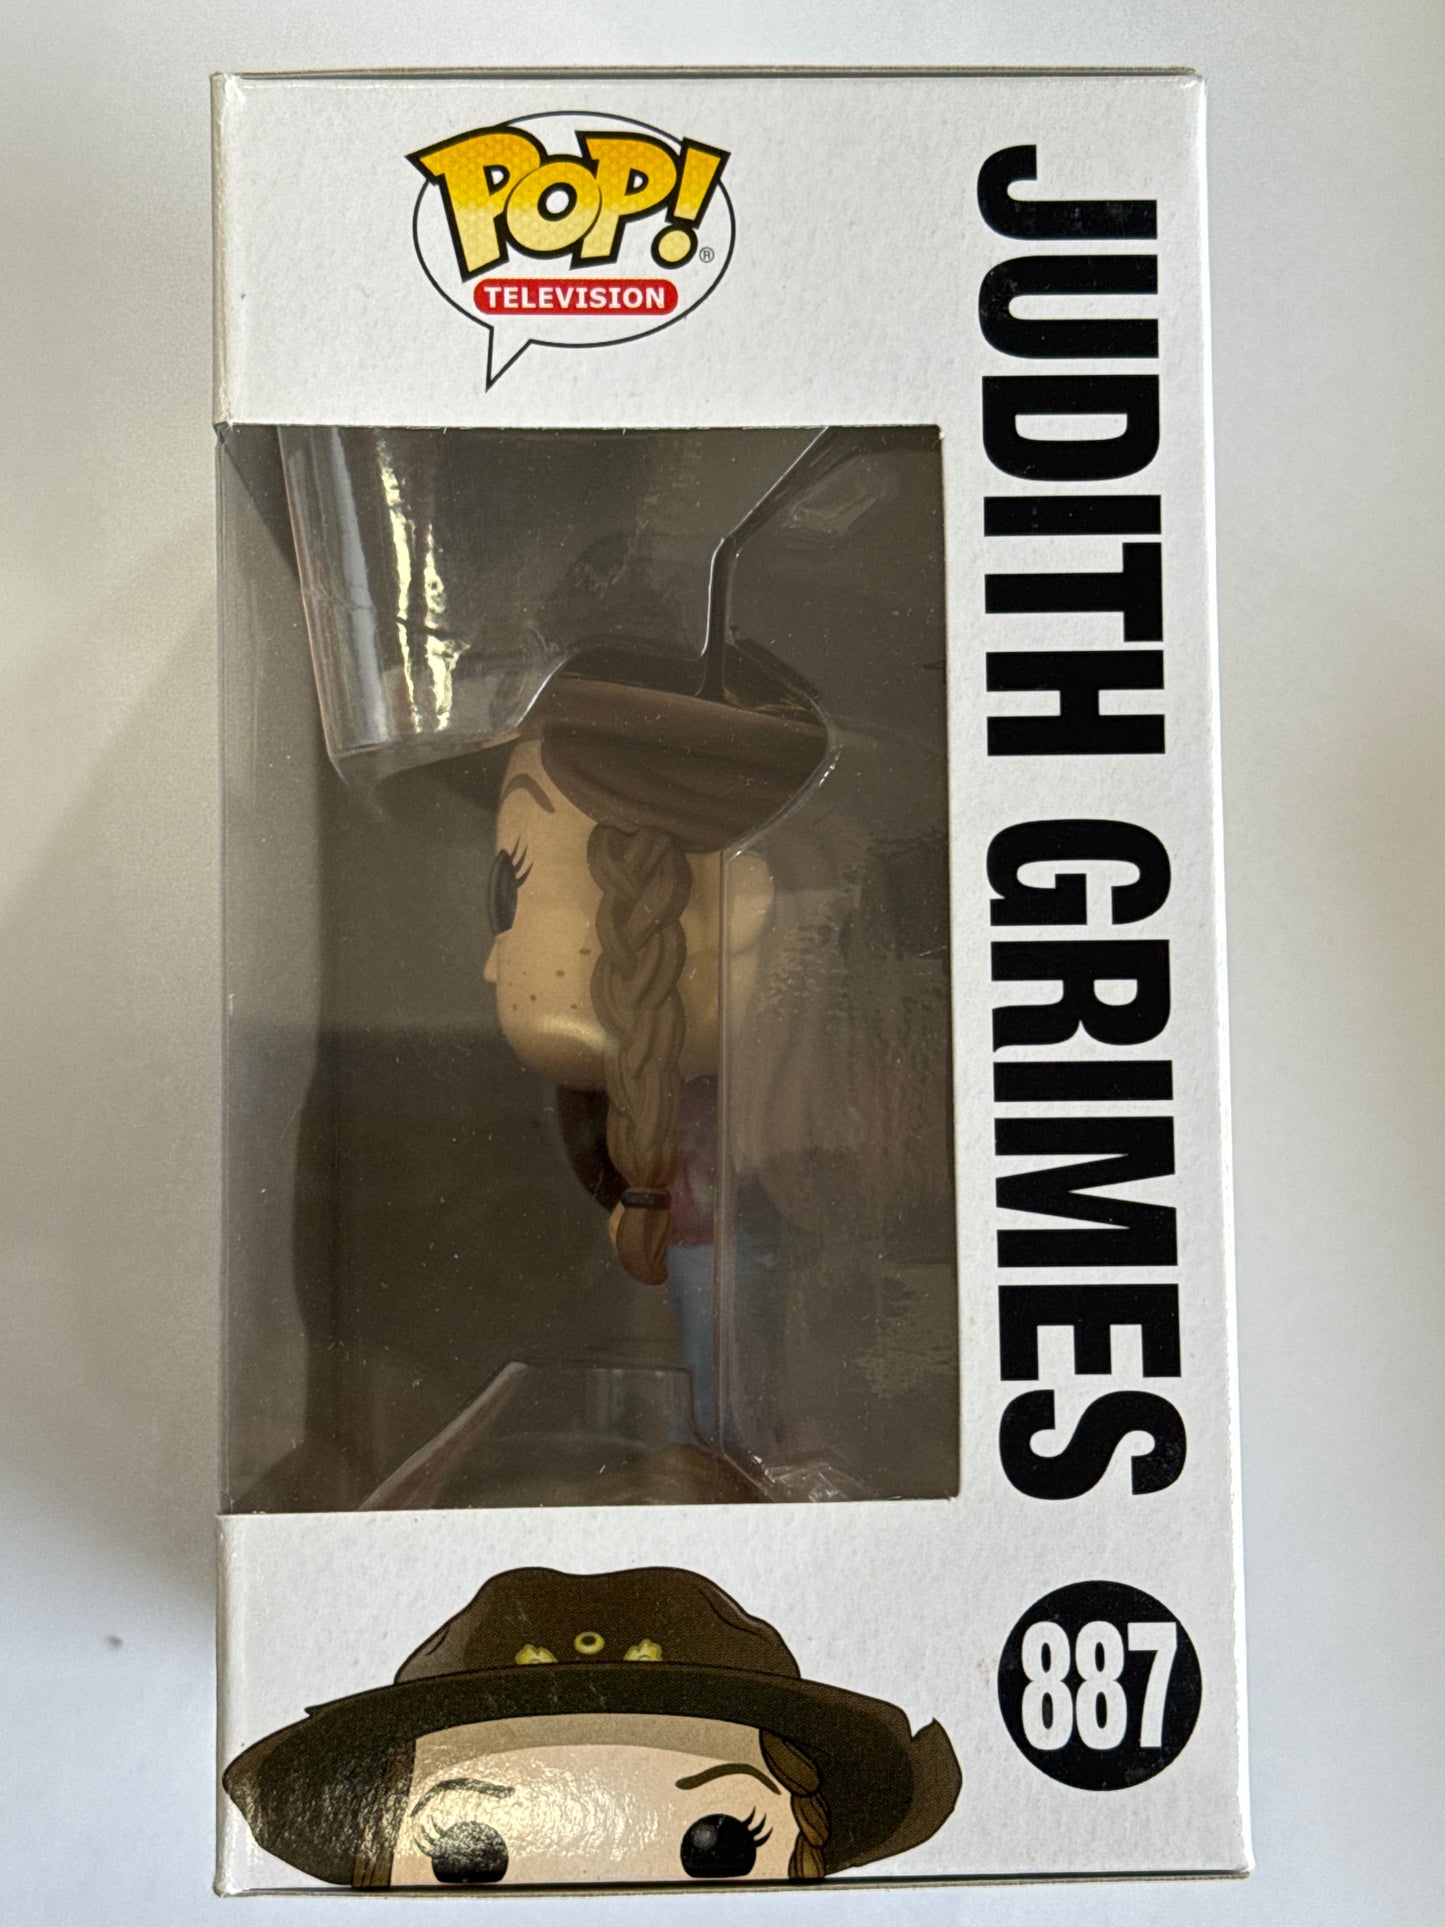 POP!®
TELEVISION
JUDITH GRIMES
887